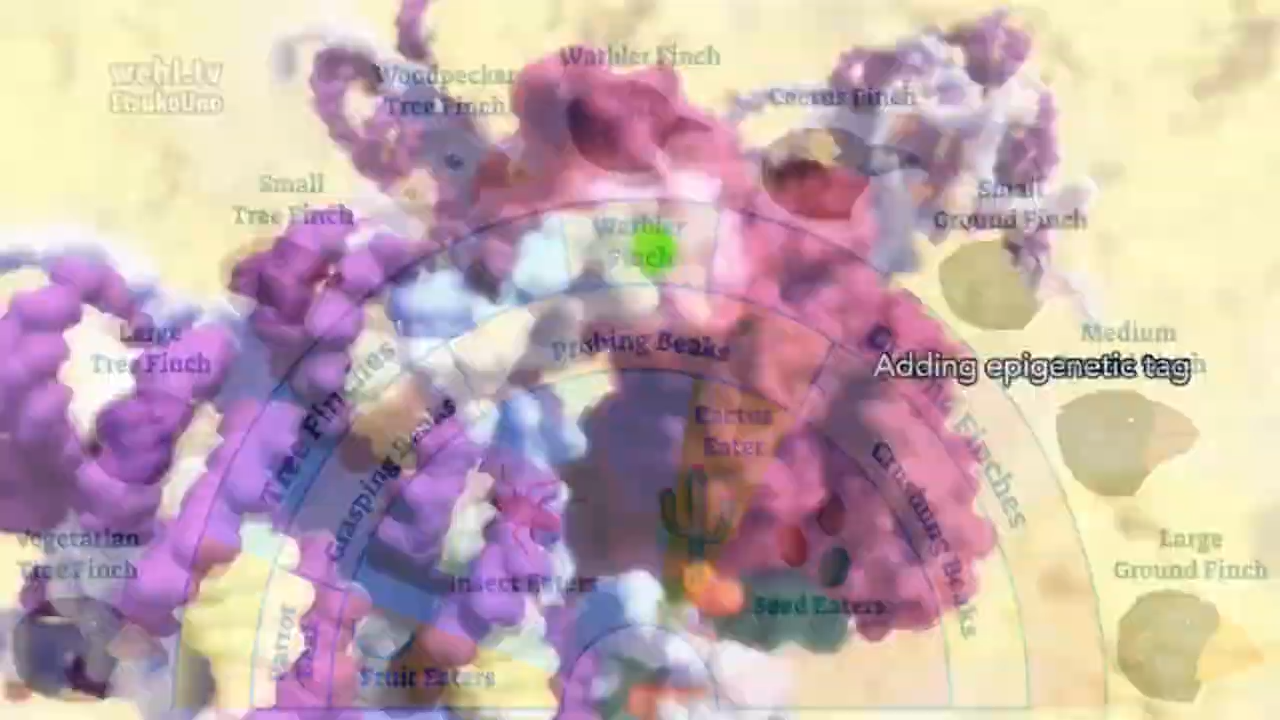 wehi.tv
Warbler Finch
Woodpecker
Tree Finch
Cactus Finch
Small
Tree Finch
Small
Ground Finch
Warbler
Finch
Large
Tree Finch
Medium
Probing Beaks
Adding epigenetic tag
Tree Finches
Grasping Beaks
Cactus
Eater
Finches
Crushing Beaks
Vegetarian
Tree Finch
Large
Ground Finch
Insect Eaters
Seed Eaters
Parrot
Fruit Eaters